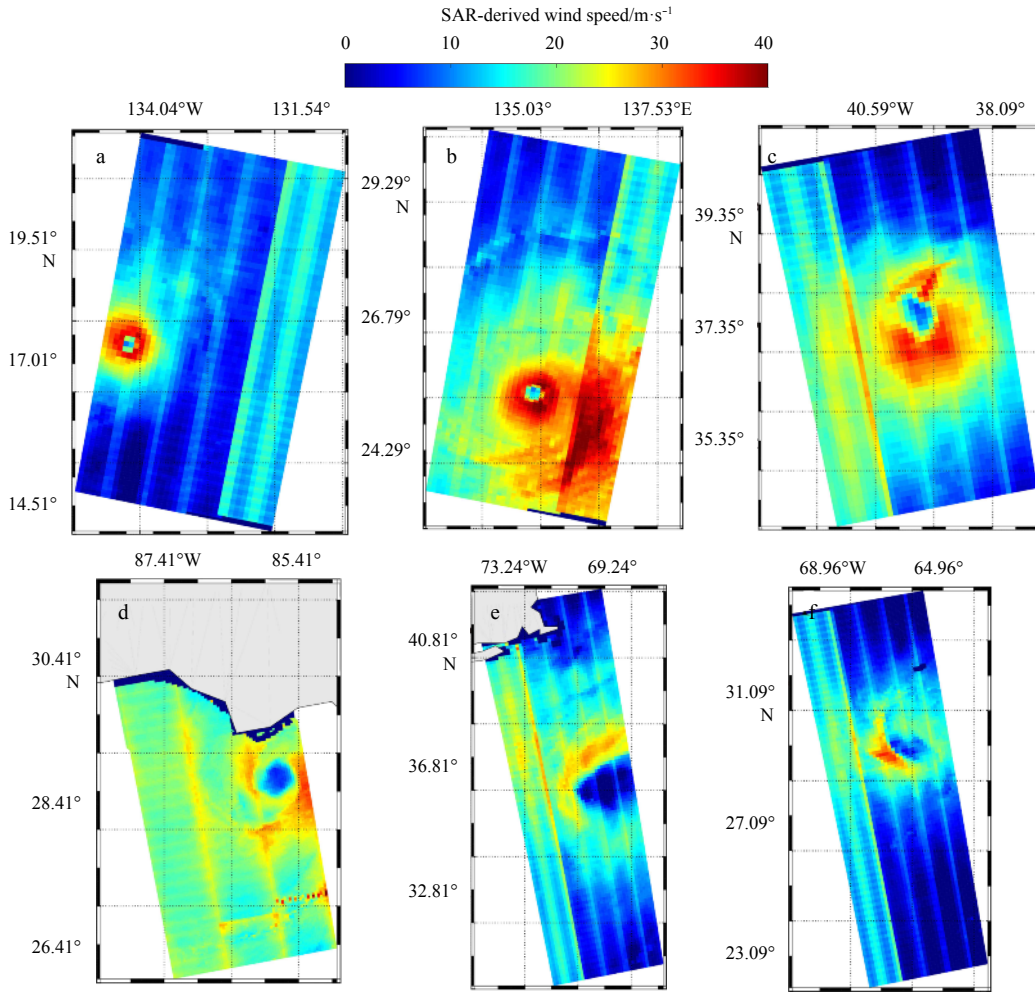 SAR-derived wind speed/m·s⁻¹
0 10 20 30 40
134.04°W 131.54°
135.03° 137.53°E
40.59°W 38.09°
a
b
c
19.51°
N
17.01°
14.51°
29.29°
N
26.79°
24.29°
39.35°
N
37.35°
35.35°
87.41°W 85.41°
73.24°W 69.24°
68.96°W 64.96°
d
e
f
30.41°
N
28.41°
26.41°
40.81°
N
36.81°
32.81°
31.09°
N
27.09°
23.09°